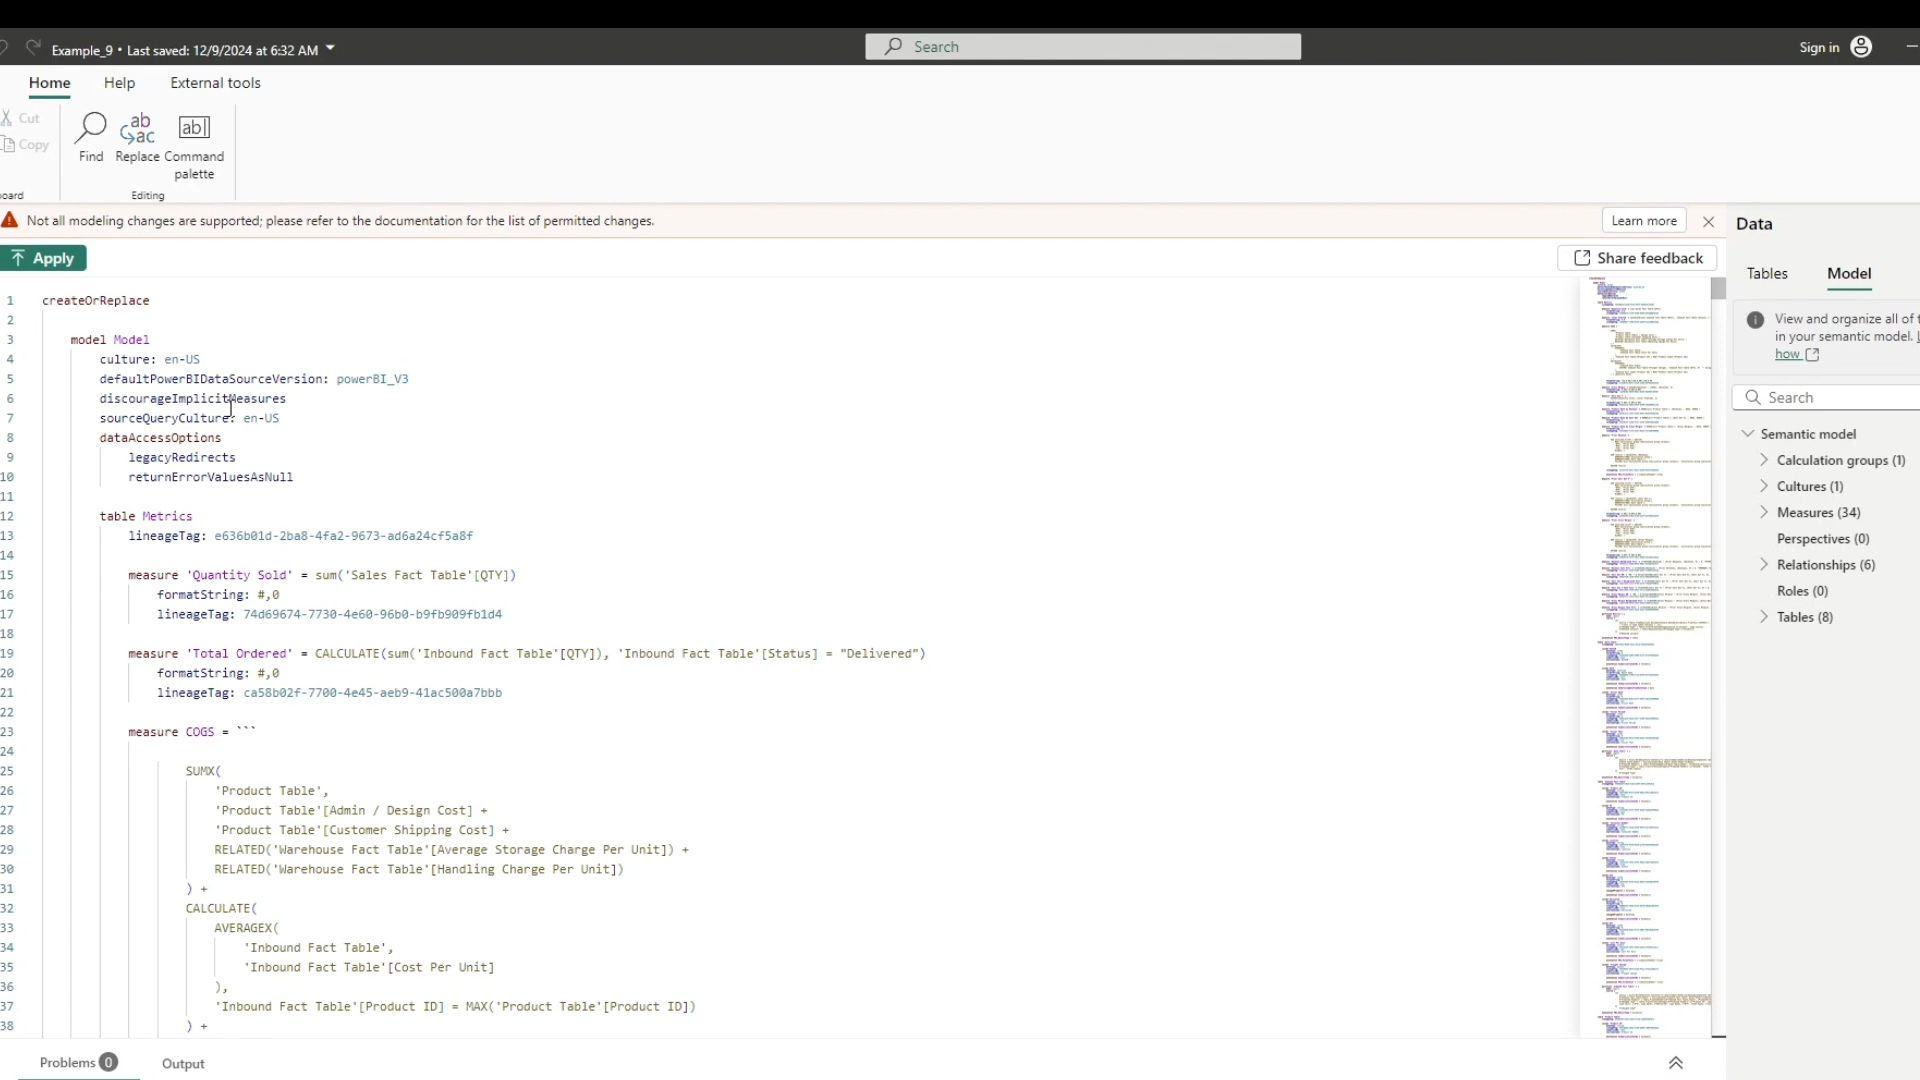 Example_9 • Last saved: 12/9/2024 at 6:32 AM
Search
Sign in
Home
Help
External tools
Cut
Copy
Find
Replace
Command
palette
oard
Editing
Not all modeling changes are supported; please refer to the documentation for the list of permitted changes.
Learn more
Apply
Share feedback
1 createOrReplace
2
3 model Model
4 culture: en-US
5 defaultPowerBIDataSourceVersion: powerBI_V3
6 discourageImplicitMeasures
7 sourceQueryCulture: en-US
8 dataAccessOptions
9 legacyRedirects
10 returnErrorValuesAsNull
11
12 table Metrics
13 lineageTag: e636b01d-2ba8-4fa2-9673-ad6a24cf5a8f
14
15 measure 'Quantity Sold' = sum('Sales Fact Table'[QTY])
16 formatString: #,0
17 lineageTag: 74d69674-7730-4e60-96b0-b9fb909fb1d4
18
19 measure 'Total Ordered' = CALCULATE(sum('Inbound Fact Table'[QTY]), 'Inbound Fact Table'[Status] = "Delivered")
20 formatString: #,0
21 lineageTag: ca58b02f-7700-4e45-aeb9-41ac500a7bbb
22
23 measure COGS = ```
24
25 SUMX(
26 'Product Table',
27 'Product Table'[Admin / Design Cost] +
28 'Product Table'[Customer Shipping Cost] +
29 RELATED('Warehouse Fact Table'[Average Storage Charge Per Unit]) +
30 RELATED('Warehouse Fact Table'[Handling Charge Per Unit])
31 ) +
32 CALCULATE(
33 AVERAGEX(
34 'Inbound Fact Table',
35 'Inbound Fact Table'[Cost Per Unit]
36 ),
37 'Inbound Fact Table'[Product ID] = MAX('Product Table'[Product ID])
38 ) +
Problems 0
Output
Data
Tables
Model
View and organize all of t
in your semantic model.
how
Search
Semantic model
Calculation groups (1)
Cultures (1)
Measures (34)
Perspectives (0)
Relationships (6)
Roles (0)
Tables (8)